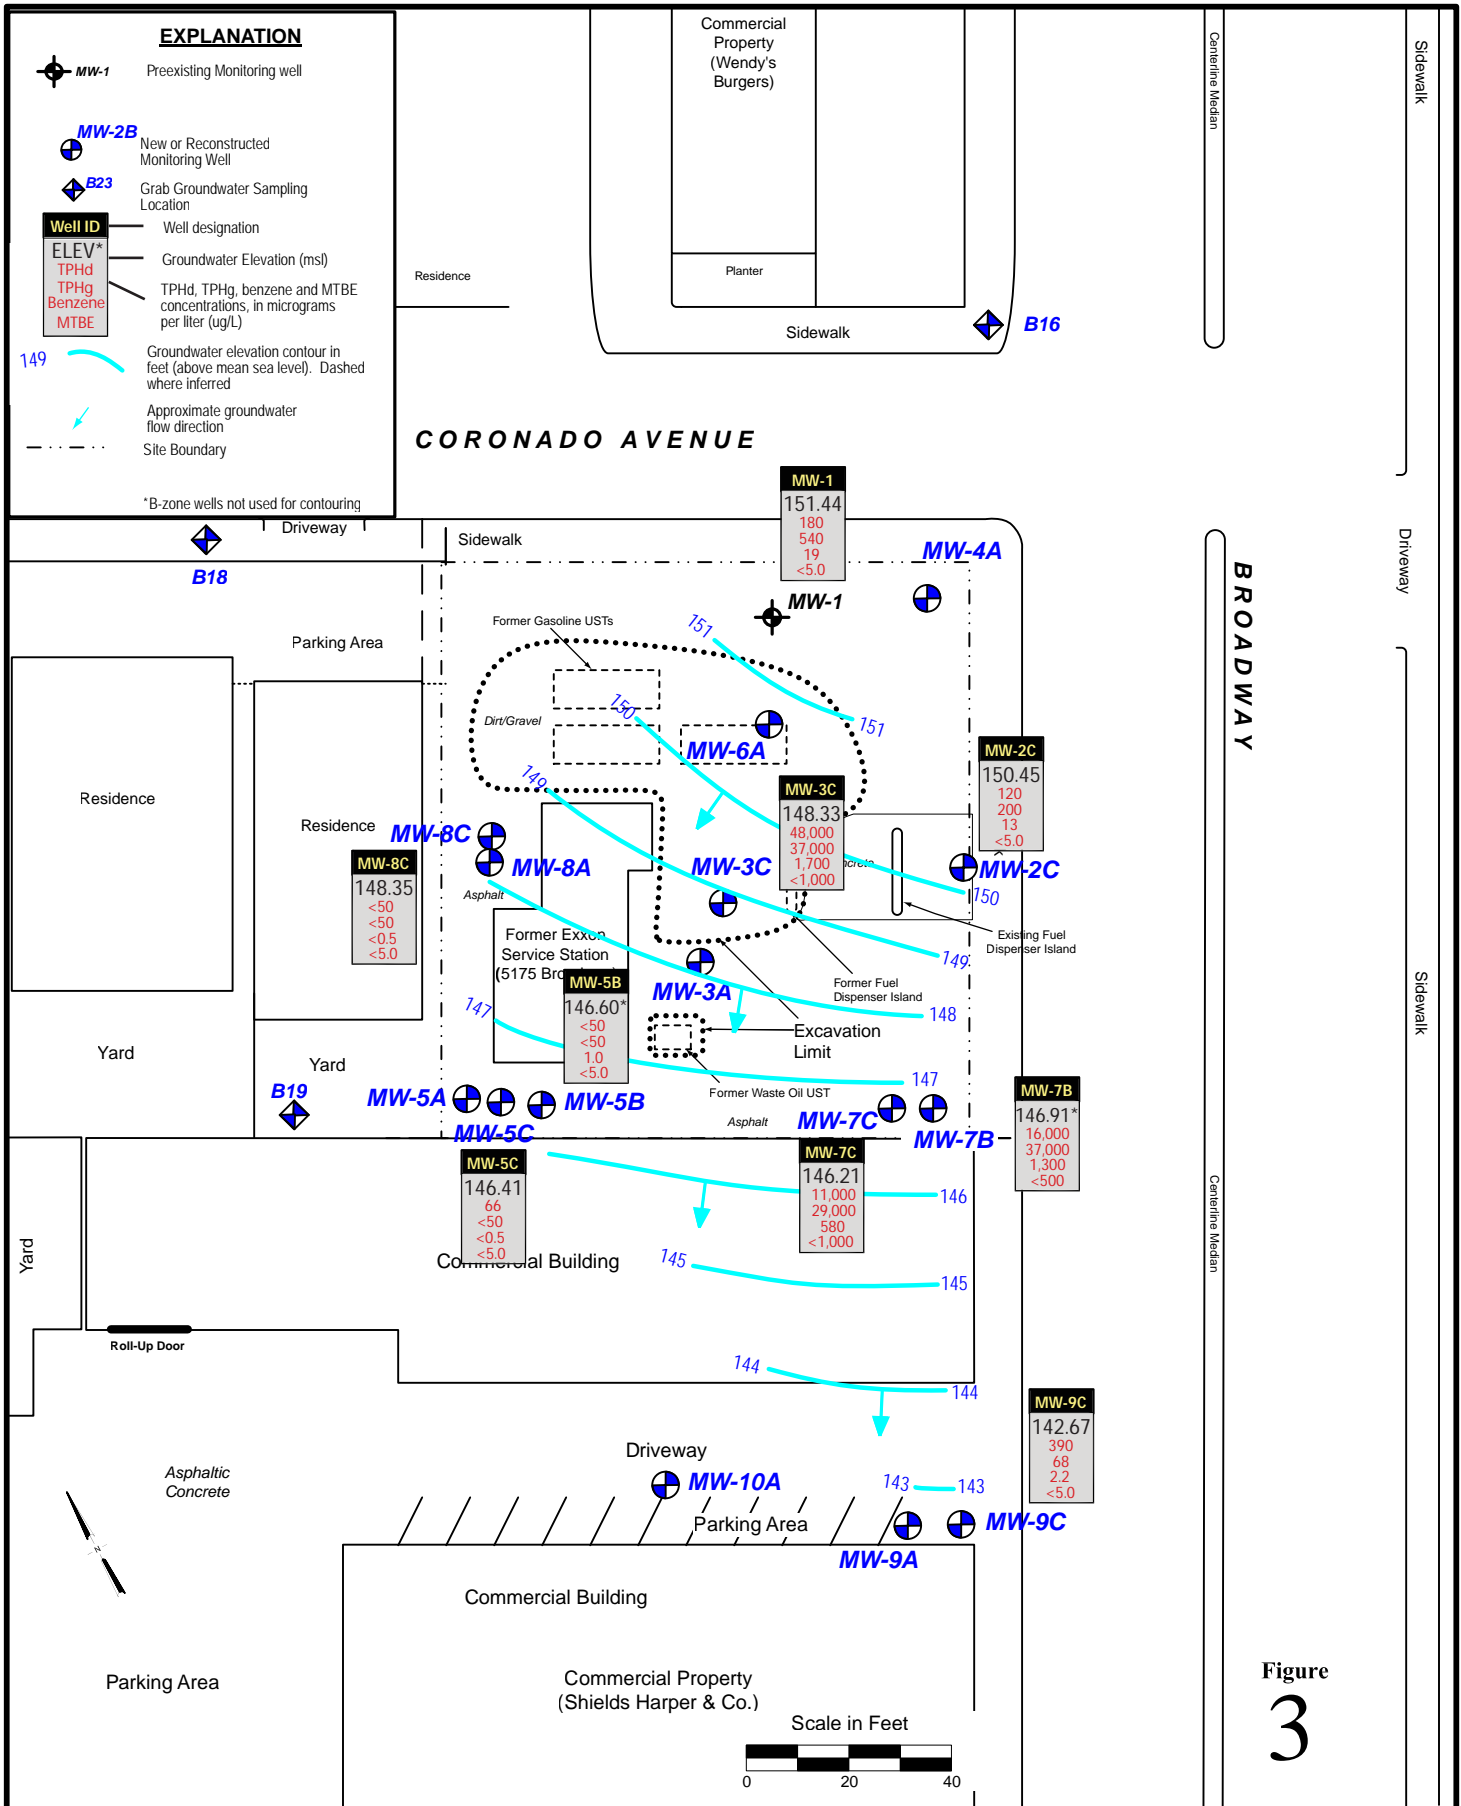 EXPLANATION
MW-1
Preexisting Monitoring well
MW-2B
New or Reconstructed
Monitoring Well
B23
Grab Groundwater Sampling
Location
Well ID
Well designation
ELEV*
Groundwater Elevation (msl)
TPHd
TPHg
Benzene
MTBE
TPHd, TPHg, benzene and MTBE
concentrations, in micrograms
per liter (ug/L)
149
Groundwater elevation contour in
feet (above mean sea level). Dashed
where inferred
Approximate groundwater
flow direction
Site Boundary
*B-zone wells not used for contouring
Commercial
Property
(Wendy's
Burgers)
Planter
Sidewalk
Residence
B16
Centerline Median
Sidewalk
CORONADO AVENUE
BROADWAY
Driveway
Driveway
Sidewalk
B18
MW-1
151.44
180
540
19
<5.0
MW-4A
MW-1
Former Gasoline USTs
Parking Area
151
151
150
Dirt/Gravel
MW-6A
MW-2C
150.45
120
200
13
<5.0
149
MW-3C
148.33
48,000
37,000
1,700
<1,000
Residence
Residence
MW-8C
MW-8A
MW-8C
148.35
<50
<50
<0.5
<5.0
MW-3C
MW-2C
Asphalt
150
Former Exxon
Service Station
Existing Fuel
Dispenser Island
149
MW-5B
146.60*
<50
<50
1.0
<5.0
MW-3A
Former Fuel
Dispenser Island
148
147
Excavation
Limit
Yard
Yard
147
Former Waste Oil UST
B19
MW-5A
MW-5B
MW-5C
Asphalt
MW-7C
MW-7B
MW-7B
146.91*
16,000
37,000
1,300
<500
MW-5C
146.41
66
<50
<0.5
<5.0
MW-7C
146.21
11,000
29,000
580
<1,000
146
Sidewalk
Centerline Median
Yard
Commercial Building
145
145
Roll-Up Door
144
144
MW-9C
142.67
390
68
2.2
<5.0
Driveway
Asphaltic
Concrete
MW-10A
143
143
Parking Area
MW-9A
MW-9C
N
Commercial Building
Parking Area
Commercial Property
(Shields Harper & Co.)
Scale in Feet
0
20
40
Figure
3